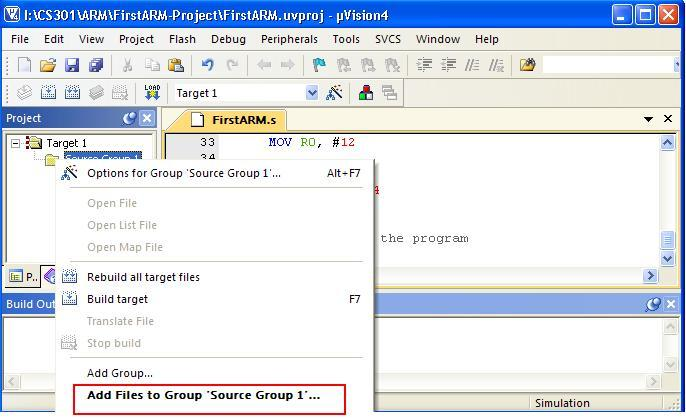 I:\CS301\ARM\FirstARM-Project\FirstARM.uvproj - µVision4
File Edit View Project Flash Debug Peripherals Tools SVCS Window Help
LOAD
Target 1
Project
FirstARM.s
Target 1
Source Group 1
33 MOV R0, #12
34
4
the program
Options for Group 'Source Group 1'... Alt+F7
Open File
Open List File
Open Map File
Rebuild all target files
Build target F7
Translate File
Stop build
Add Group...
Add Files to Group 'Source Group 1'...
P..
Build Out
Simulation